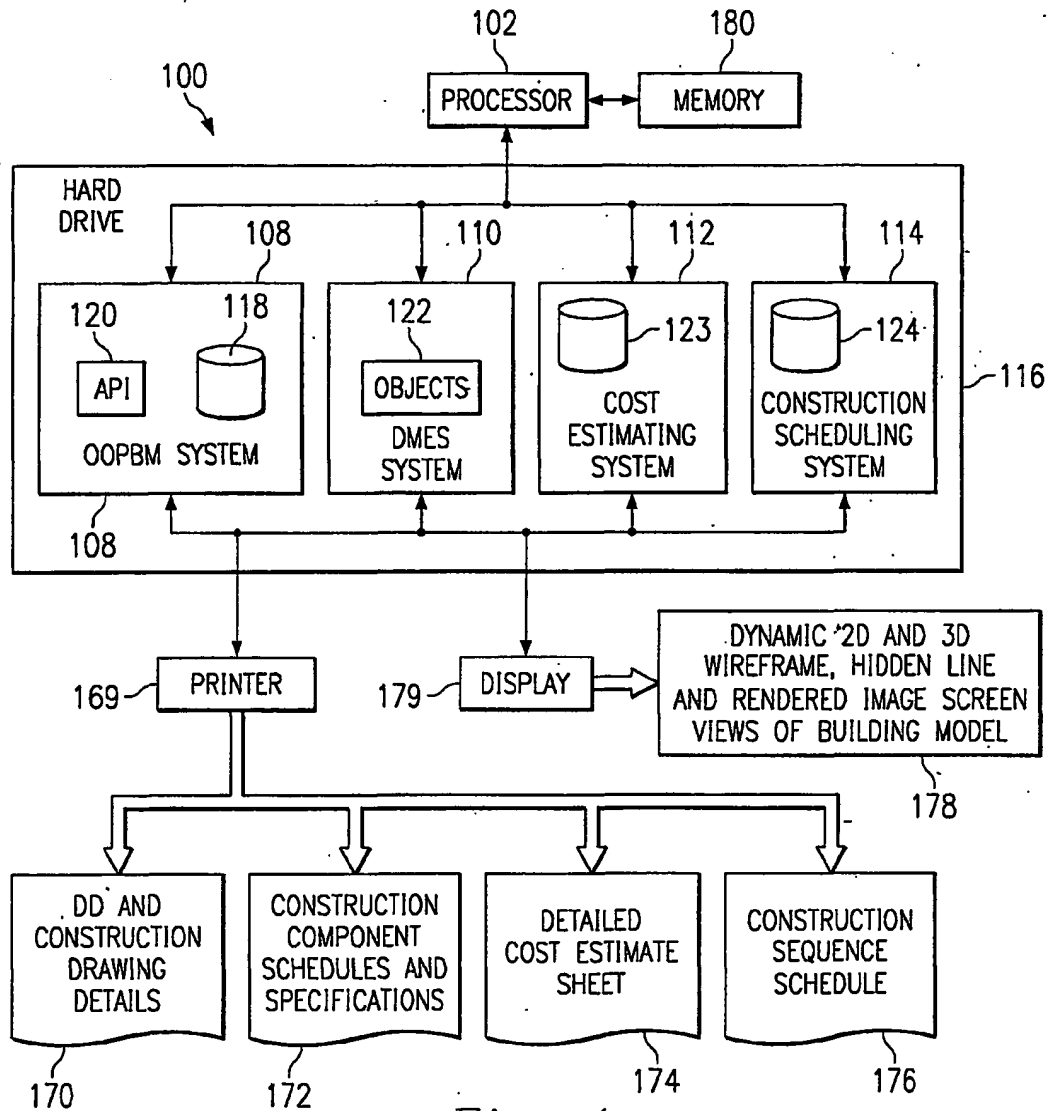 102
180
100
PROCESSOR
MEMORY
HARD
DRIVE
108
110
112
114
120
118
122
123
124
116
API
OBJECTS
OOPBM SYSTEM
DMES
SYSTEM
COST
ESTIMATING
SYSTEM
CONSTRUCTION
SCHEDULING
SYSTEM
108
169
PRINTER
179
DISPLAY
DYNAMIC 2D AND 3D
WIREFRAME, HIDDEN LINE
AND RENDERED IMAGE SCREEN
VIEWS OF BUILDING MODEL
178
DD AND
CONSTRUCTION
DRAWING
DETAILS
CONSTRUCTION
COMPONENT
SCHEDULES AND
SPECIFICATIONS
DETAILED
COST ESTIMATE
SHEET
CONSTRUCTION
SEQUENCE
SCHEDULE
170
172
174
176